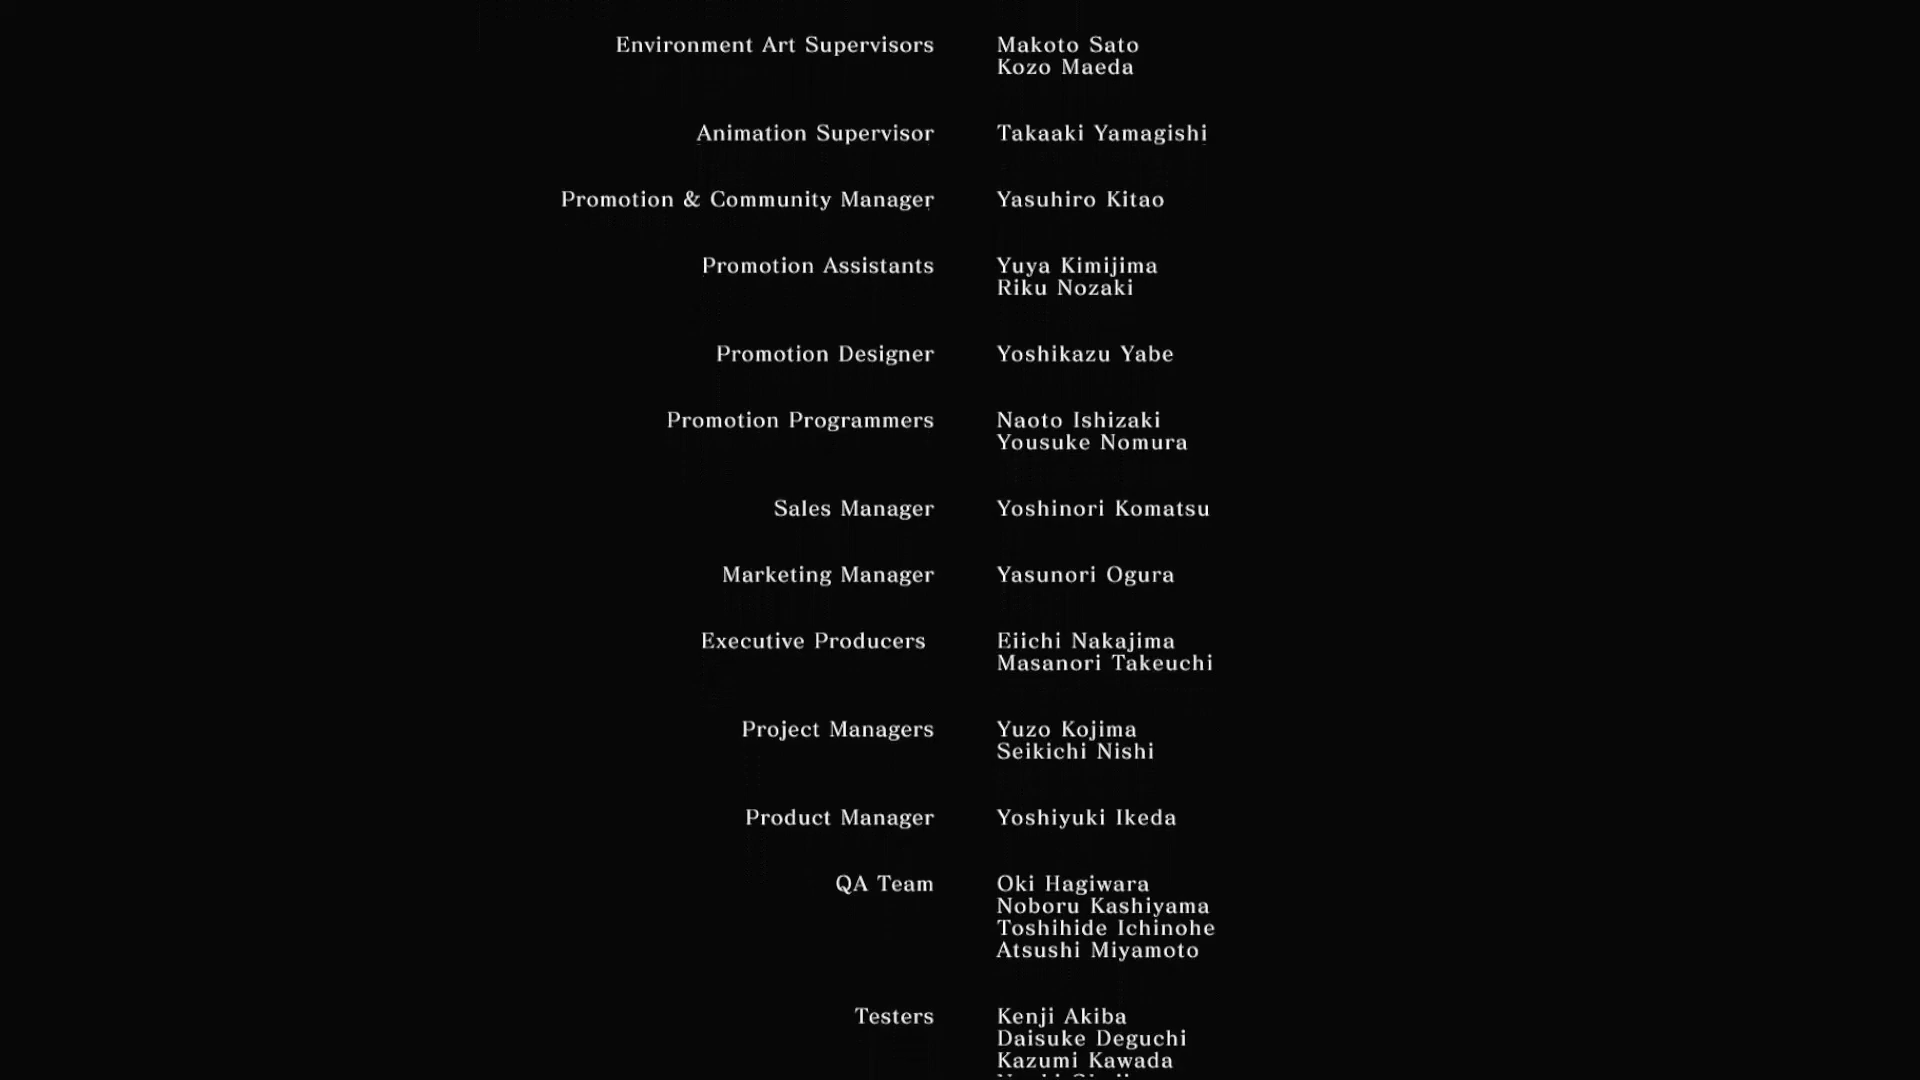 Environment Art Supervisors Makoto Sato
Kozo Maeda
Animation Supervisor Takaaki Yamagishi
Promotion & Community Manager Yasuhiro Kitao
Promotion Assistants Yuya Kimijima
Riku Nozaki
Promotion Designer Yoshikazu Yabe
Promotion Programmers Naoto Ishizaki
Yousuke Nomura
Sales Manager Yoshinori Komatsu
Marketing Manager Yasunori Ogura
Executive Producers Eiichi Nakajima
Masanori Takeuchi
Project Managers Yuzo Kojima
Seikichi Nishi
Product Manager Yoshiyuki Ikeda
QA Team Oki Hagiwara
Noboru Kashiyama
Toshihide Ichinohe
Atsushi Miyamoto
Testers Kenji Akiba
Daisuke Deguchi
Kazumi Kawada